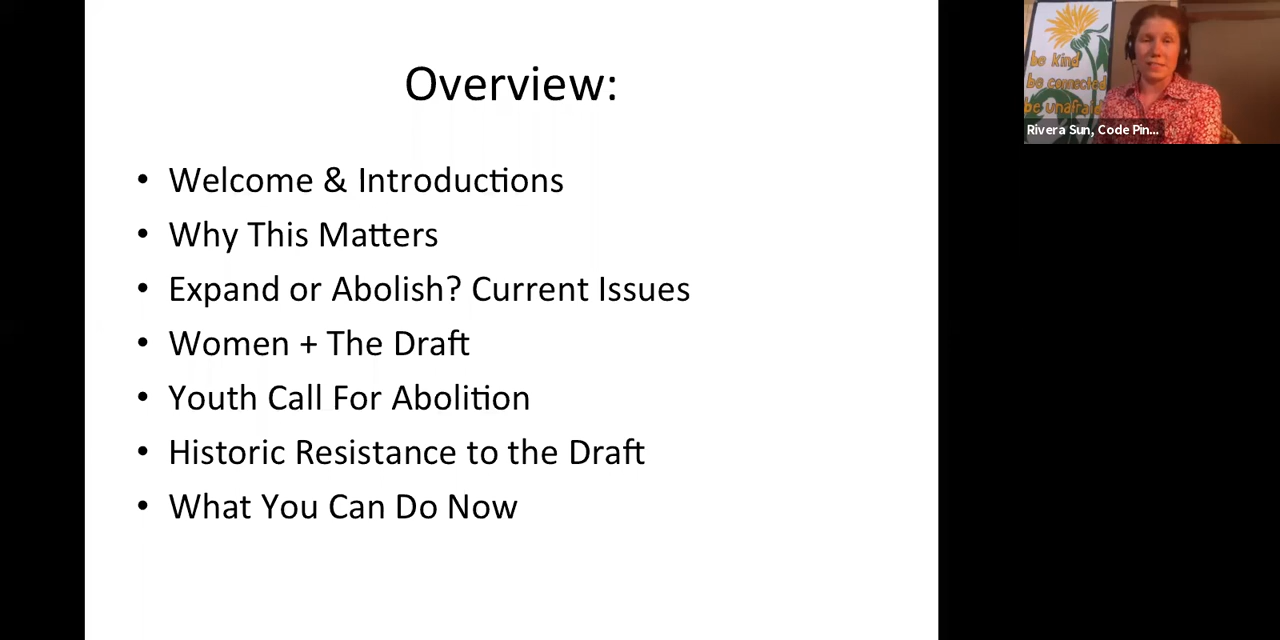 Overview:
• Welcome & Introductions
• Why This Matters
• Expand or Abolish? Current Issues
• Women + The Draft
• Youth Call For Abolition
• Historic Resistance to the Draft
• What You Can Do Now
be kind
be connected
be unafraid
Rivera Sun, Code Pin...